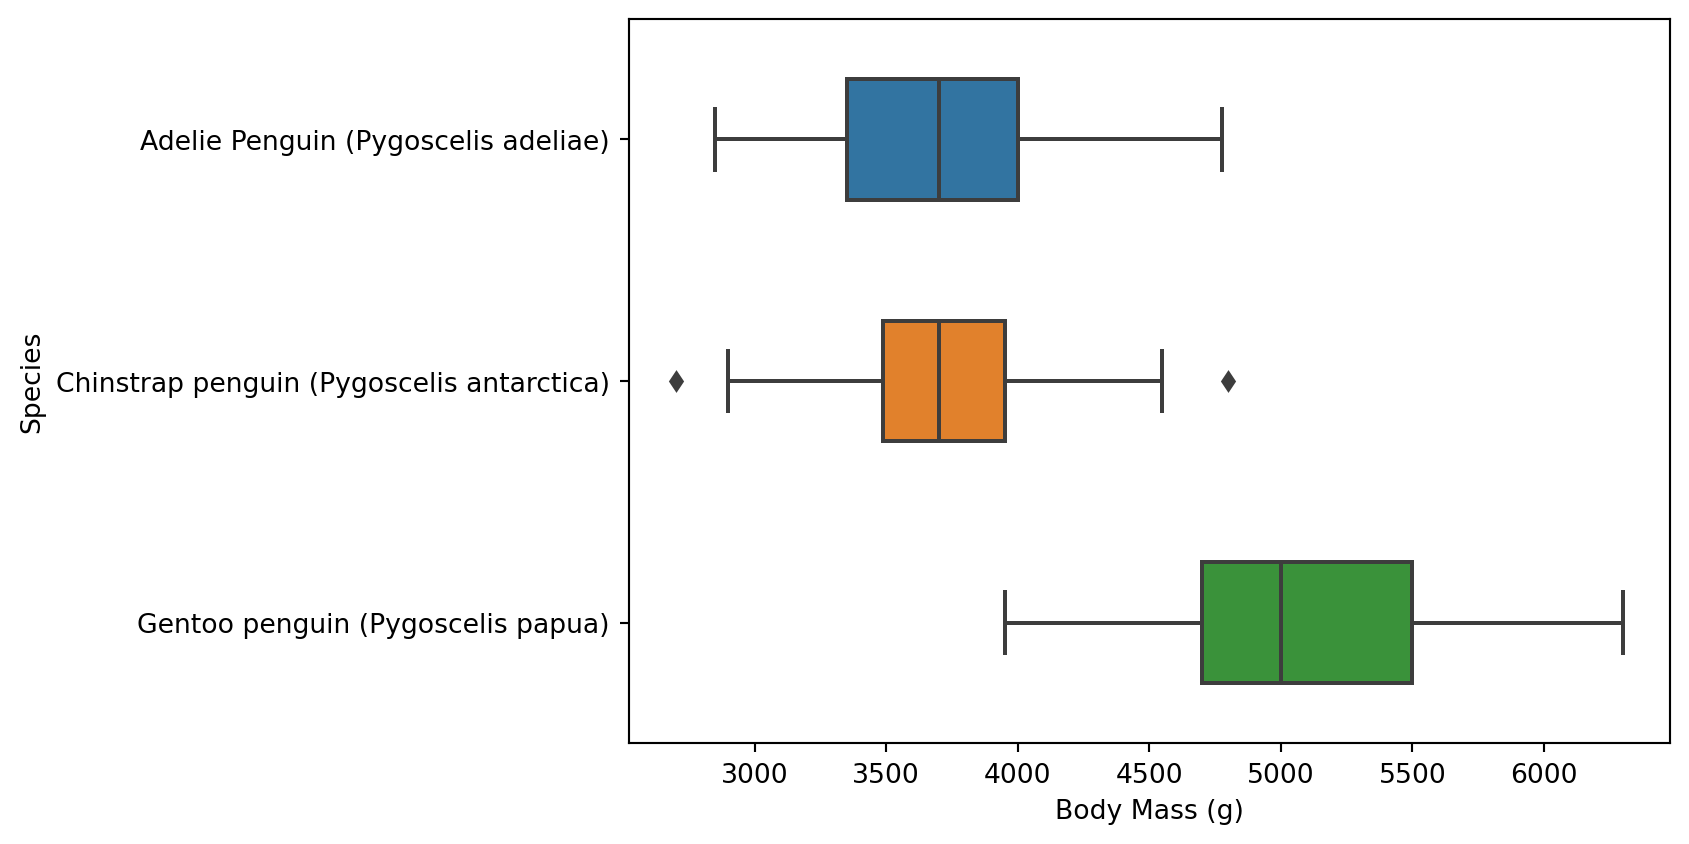 Species
Adelie Penguin (Pygoscelis adeliae)
Chinstrap penguin (Pygoscelis antarctica)
Gentoo penguin (Pygoscelis papua)
3000 3500 4000 4500 5000 5500 6000
Body Mass (g)